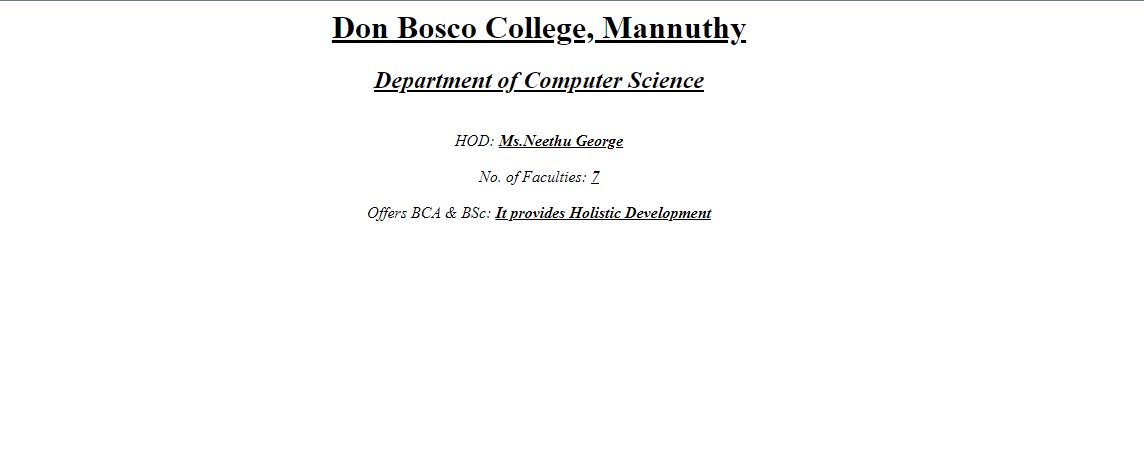 Don Bosco College, Mannuthy
Department of Computer Science
HOD: Ms.Neethu George
No. of Faculties: 7
Offers BCA & BSc: It provides Holistic Development